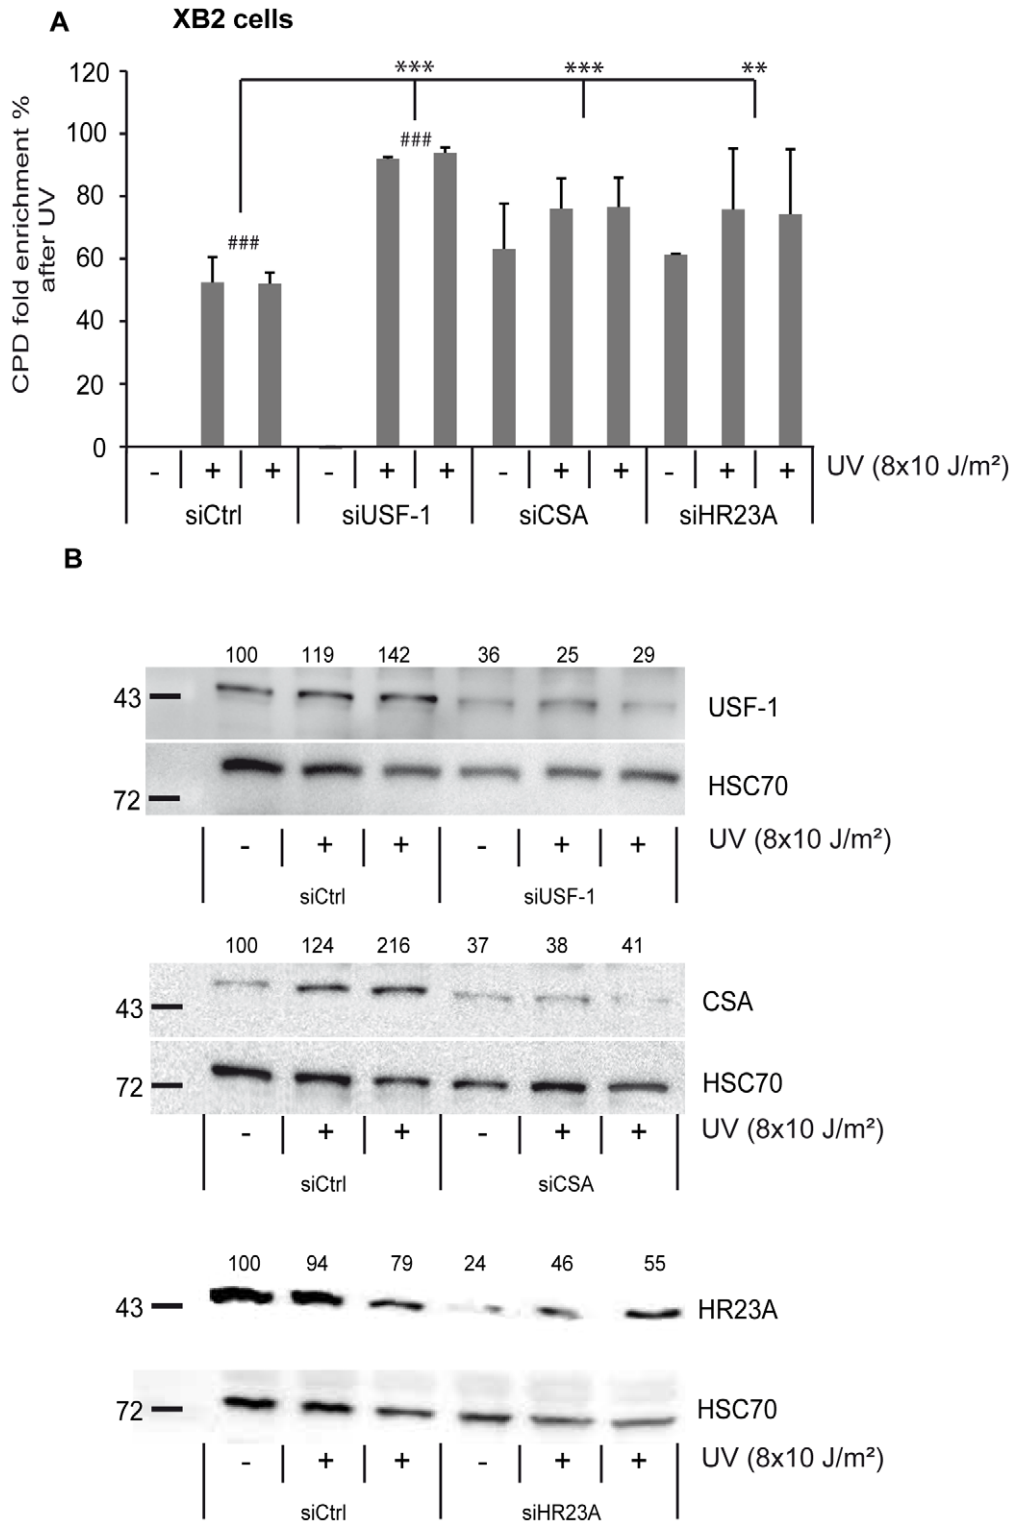 A XB2 cells
CPD fold enrichment %
after UV
120
100
80
60
40
20
0
*** *** **
###
###
- + + - + + - + + - + + UV (8x10 J/m²)
siCtrl siUSF-1 siCSA siHR23A
B
100 119 142 36 25 29
43 USF-1
72 HSC70
- + + - + + UV (8x10 J/m²)
siCtrl siUSF-1
100 124 216 37 38 41
43 CSA
72 HSC70
- + + - + + UV (8x10 J/m²)
siCtrl siCSA
100 94 79 24 46 55
43 HR23A
72 HSC70
- + + - + + UV (8x10 J/m²)
siCtrl siHR23A